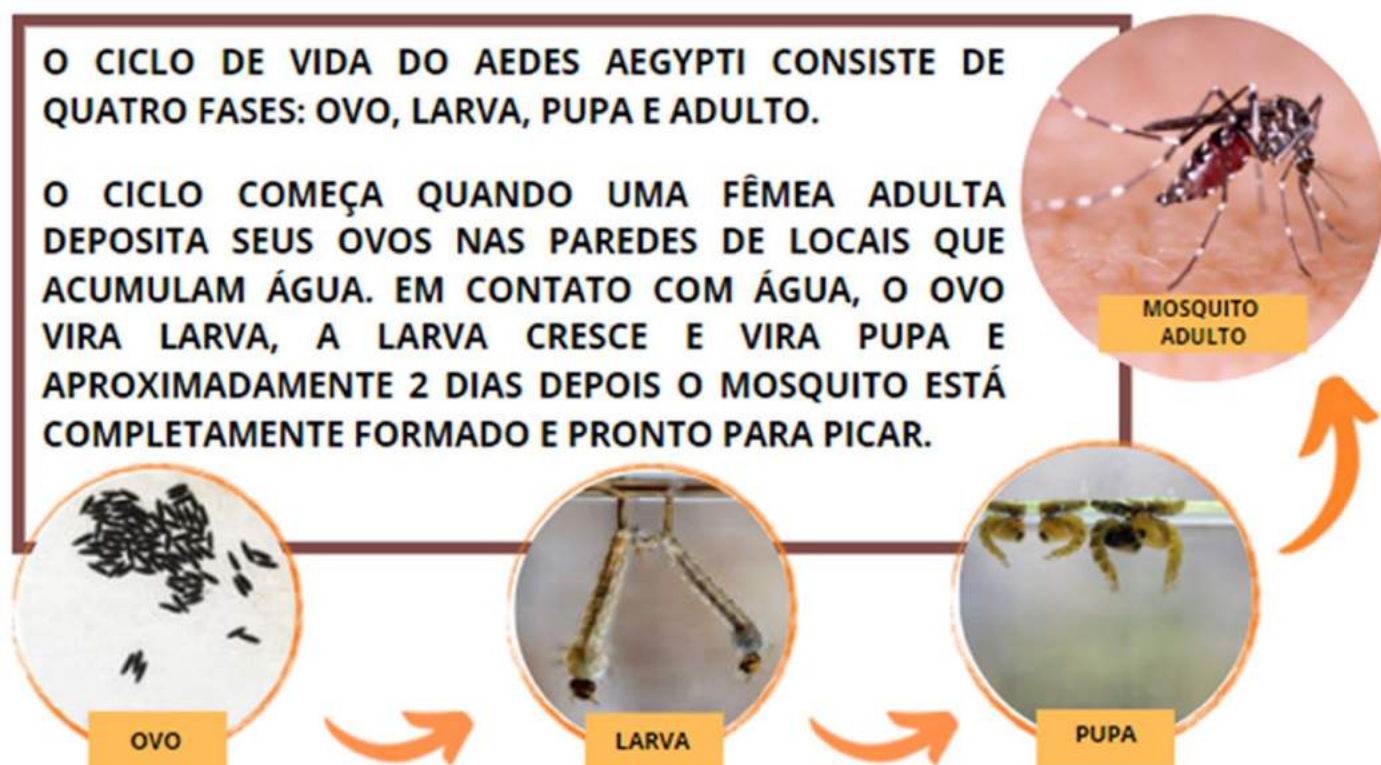 O CICLO DE VIDA DO AEDES AEGYPTI CONSISTE DE
QUATRO FASES: OVO, LARVA, PUPA E ADULTO.
O CICLO COMEÇA QUANDO UMA FÊMEA ADULTA
DEPOSITA SEUS OVOS NAS PAREDES DE LOCAIS QUE
ACUMULAM ÁGUA. EM CONTATO COM ÁGUA, O OVO
VIRA LARVA, A LARVA CRESCE E VIRA PUPA E
APROXIMADAMENTE 2 DIAS DEPOIS O MOSQUITO ESTÁ
COMPLETAMENTE FORMADO E PRONTO PARA PICAR.
MOSQUITO
ADULTO
OVO
LARVA
PUPA